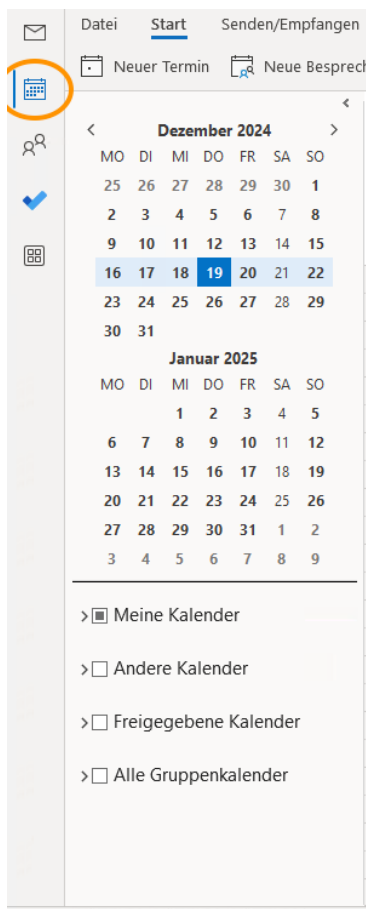 Datei Start Senden/Empfangen
Neuer Termin Neue Besprech
Dezember 2024
MO DI MI DO FR SA SO
25 26 27 28 29 30 1
2 3 4 5 6 7 8
9 10 11 12 13 14 15
16 17 18 19 20 21 22
23 24 25 26 27 28 29
30 31
Januar 2025
MO DI MI DO FR SA SO
1 2 3 4 5
6 7 8 9 10 11 12
13 14 15 16 17 18 19
20 21 22 23 24 25 26
27 28 29 30 31 1 2
3 4 5 6 7 8 9
Meine Kalender
Andere Kalender
Freigegebene Kalender
Alle Gruppenkalender